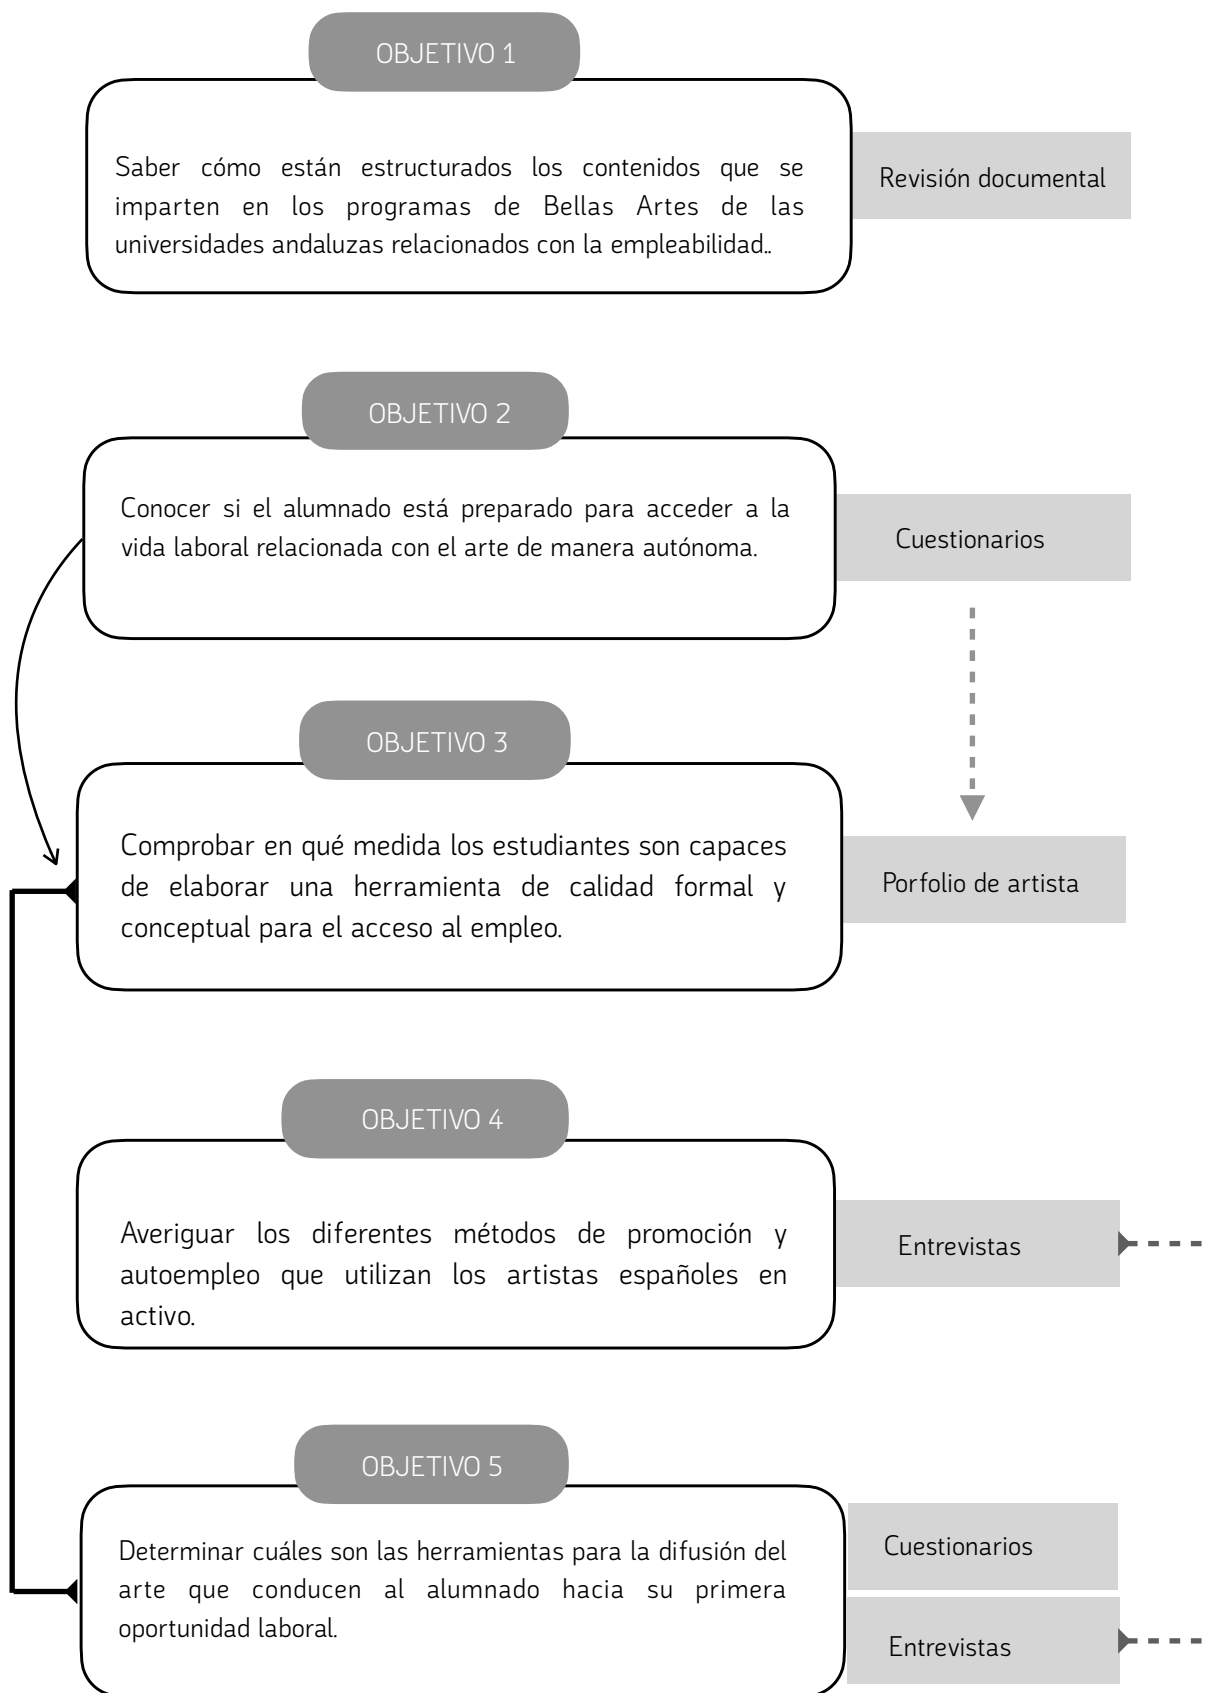 OBJETIVO 1
Saber cómo están estructurados los contenidos que se
imparten en los programas de Bellas Artes de las
universidades andaluzas relacionados con la empleabilidad..
Revisión documental
OBJETIVO 2
Conocer si el alumnado está preparado para acceder a la
vida laboral relacionada con el arte de manera autónoma.
Cuestionarios
OBJETIVO 3
Comprobar en qué medida los estudiantes son capaces
de elaborar una herramienta de calidad formal y
conceptual para el acceso al empleo.
Porfolio de artista
OBJETIVO 4
Averiguar los diferentes métodos de promoción y
autoempleo que utilizan los artistas españoles en
activo.
Entrevistas
OBJETIVO 5
Determinar cuáles son las herramientas para la difusión del
arte que conducen al alumnado hacia su primera
oportunidad laboral.
Cuestionarios
Entrevistas